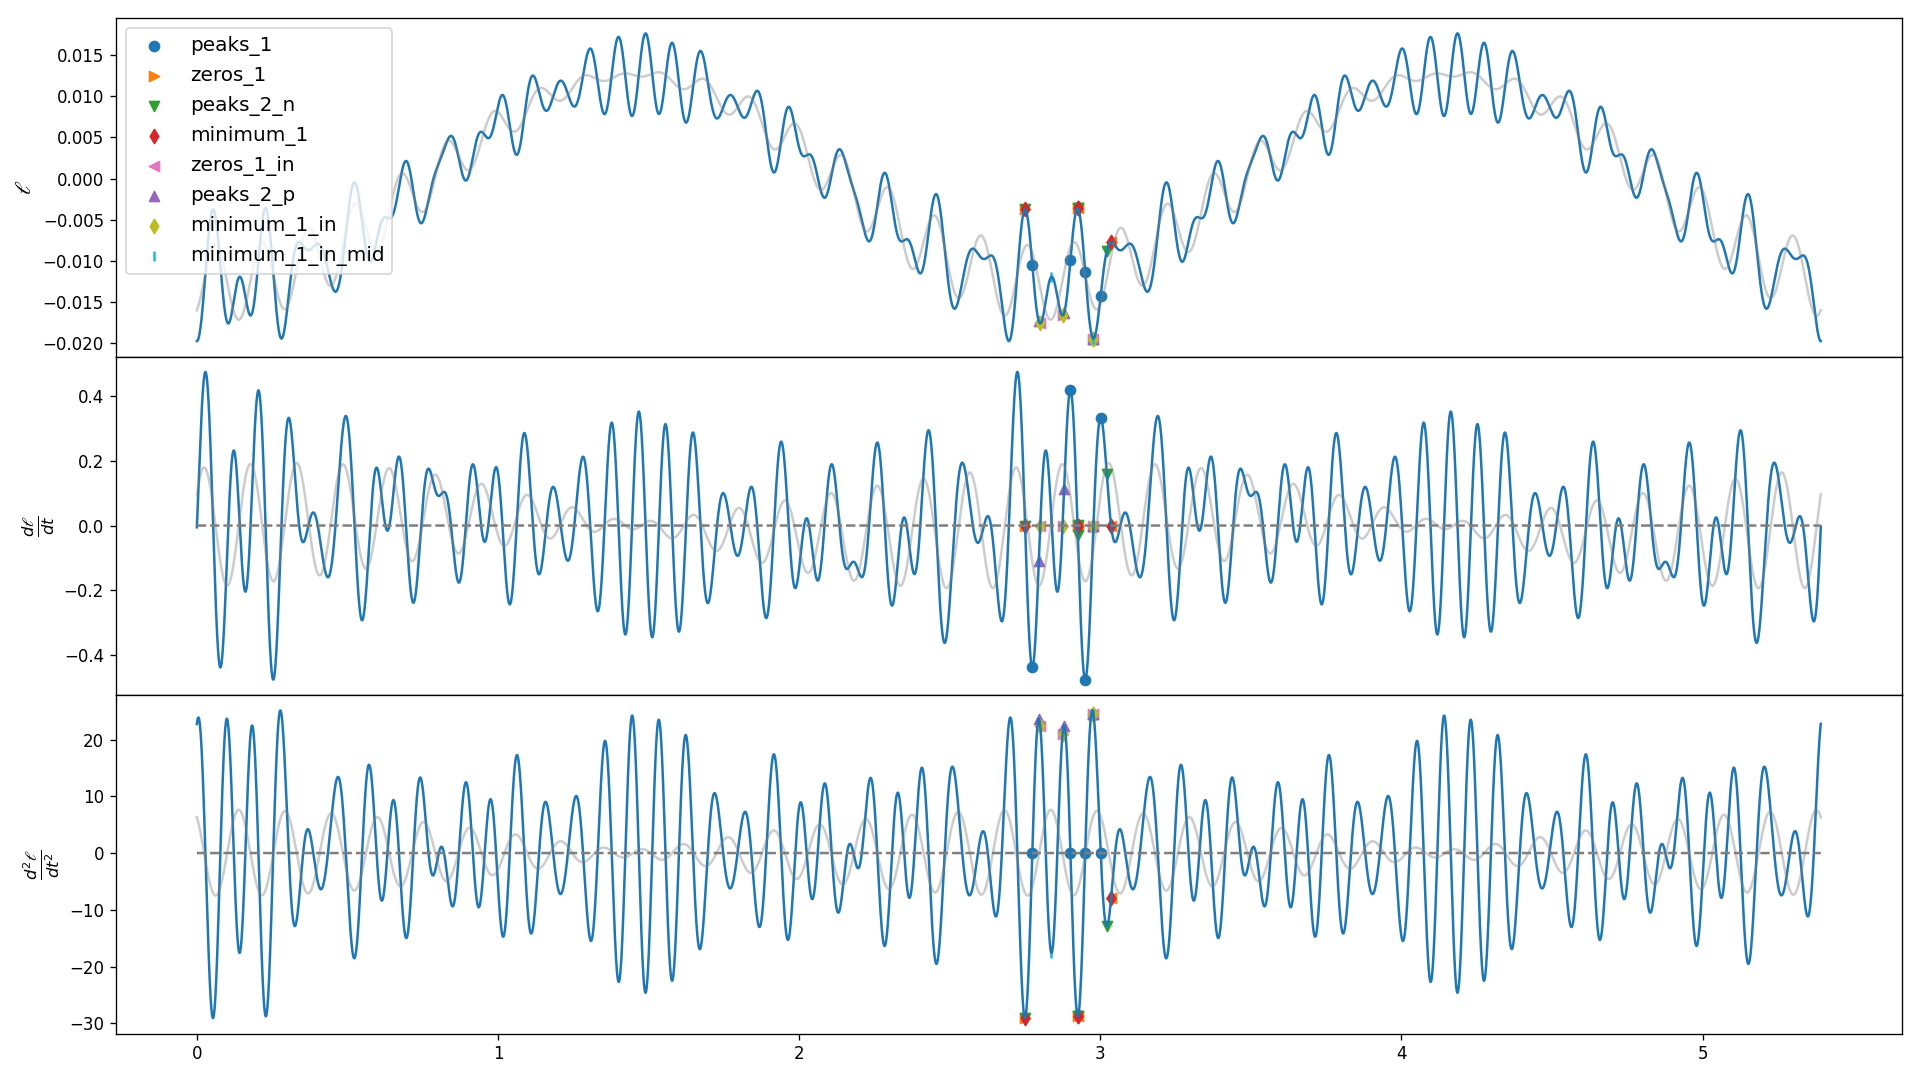 peaks_1
zeros_1
peaks_2_n
minimum_1
zeros_1_in
peaks_2_p
minimum_1_in
minimum_1_in_mid
0.015
0.010
0.005
0.000
−0.005
−0.010
−0.015
−0.020
ℓ
0.4
0.2
0.0
−0.2
−0.4
dℓ
dt
20
10
0
−10
−20
−30
d²ℓ
dt²
0 1 2 3 4 5